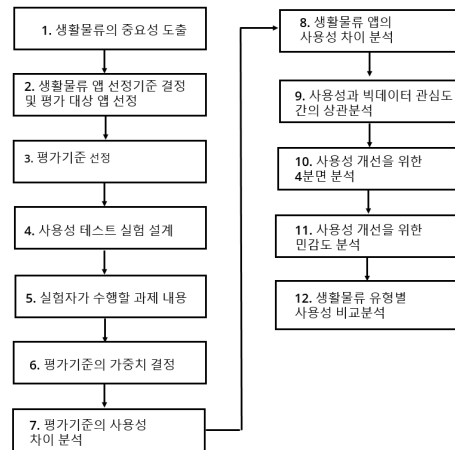 1. 생활물류의 중요성 도출
2. 생활물류 앱 선정기준 결정
및 평가 대상 앱 선정
3. 평가기준 선정
4. 사용성 테스트 실험 설계
5. 실험자가 수행할 과제 내용
6. 평가기준의 가중치 결정
7. 평가기준의 사용성
차이 분석
8. 생활물류 앱의
사용성 차이 분석
9. 사용성과 빅데이터 관심도
간의 상관분석
10. 사용성 개선을 위한
4분면 분석
11. 사용성 개선을 위한
민감도 분석
12. 생활물류 유형별
사용성 비교분석